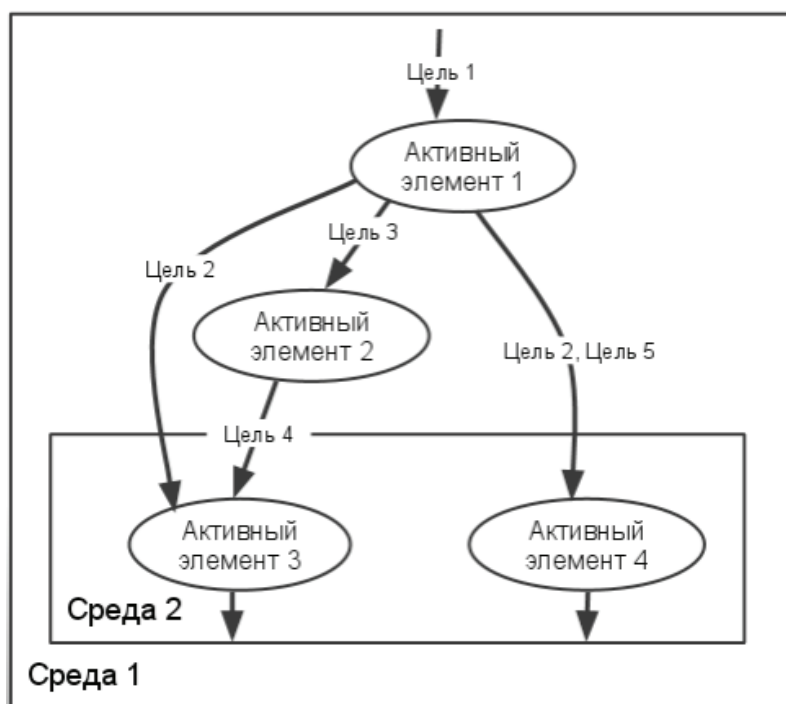 Цель 1
Активный
элемент 1
Цель 3
Цель 2
Активный
элемент 2
Цель 2, Цель 5
Цель 4
Активный
элемент 3
Активный
элемент 4
Среда 2
Среда 1